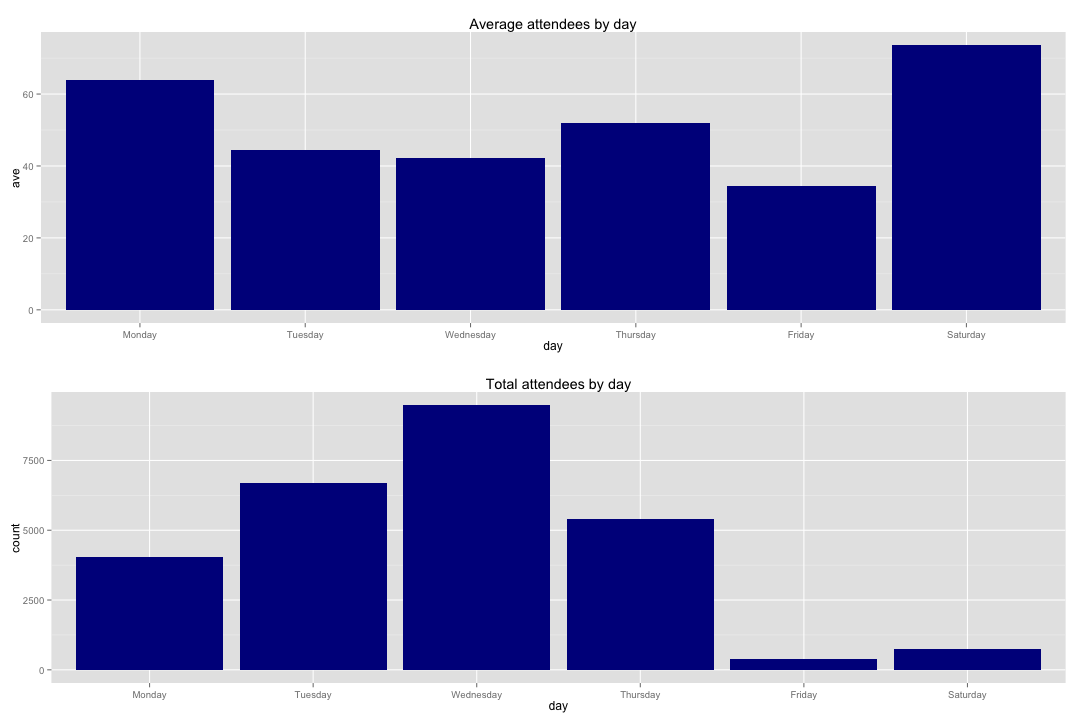 Average attendees by day
ave
60
40
20
0
Monday Tuesday Wednesday Thursday Friday Saturday
day
Total attendees by day
count
7500
5000
2500
0
Monday Tuesday Wednesday Thursday Friday Saturday
day